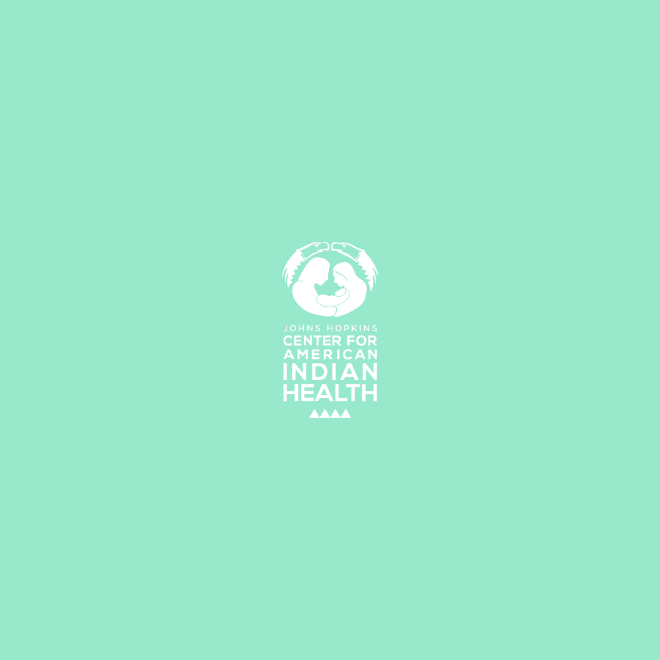 JOHNS HOPKINS
CENTER FOR
AMERICAN
INDIAN
HEALTH